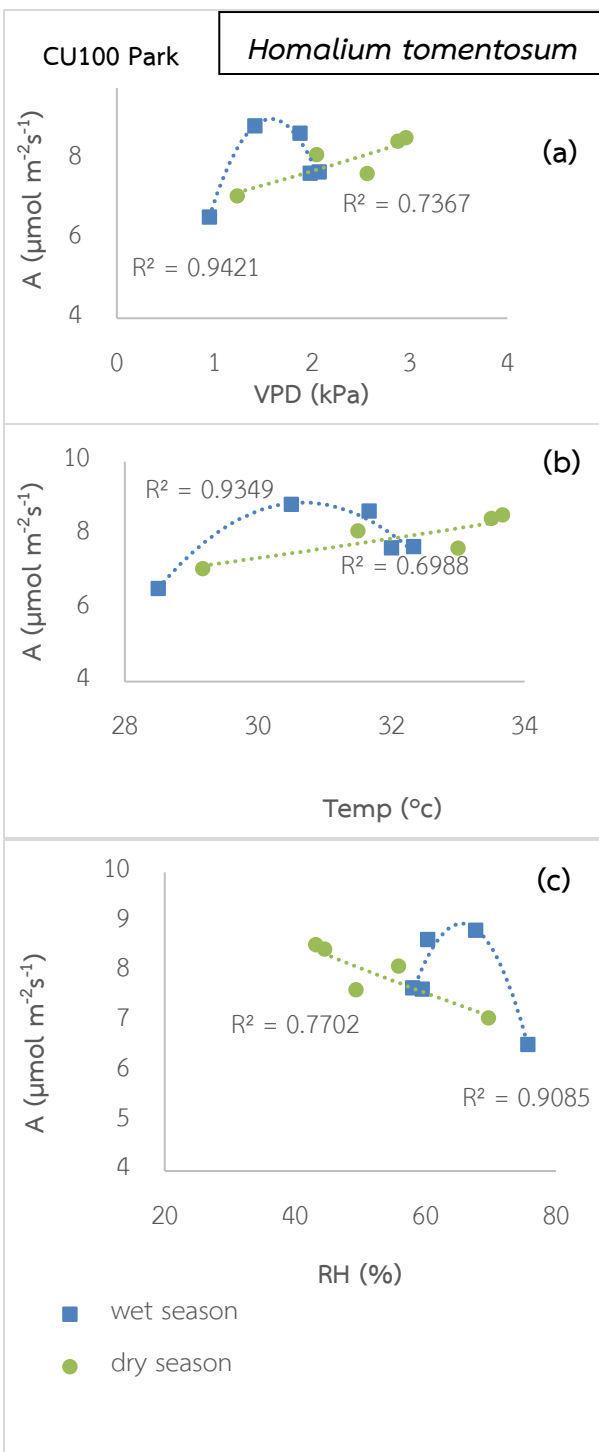 CU100 Park
Homalium tomentosum
(a)
A (µmol m⁻²s⁻¹)
8
6
4
R² = 0.7367
R² = 0.9421
0 1 2 3 4
VPD (kPa)
(b)
A (µmol m⁻²s⁻¹)
10
8
6
4
R² = 0.9349
R² = 0.6988
28 30 32 34
Temp (°c)
(c)
A (µmol m⁻²s⁻¹)
10
9
8
7
6
5
4
R² = 0.7702
R² = 0.9085
20 40 60 80
RH (%)
wet season
dry season